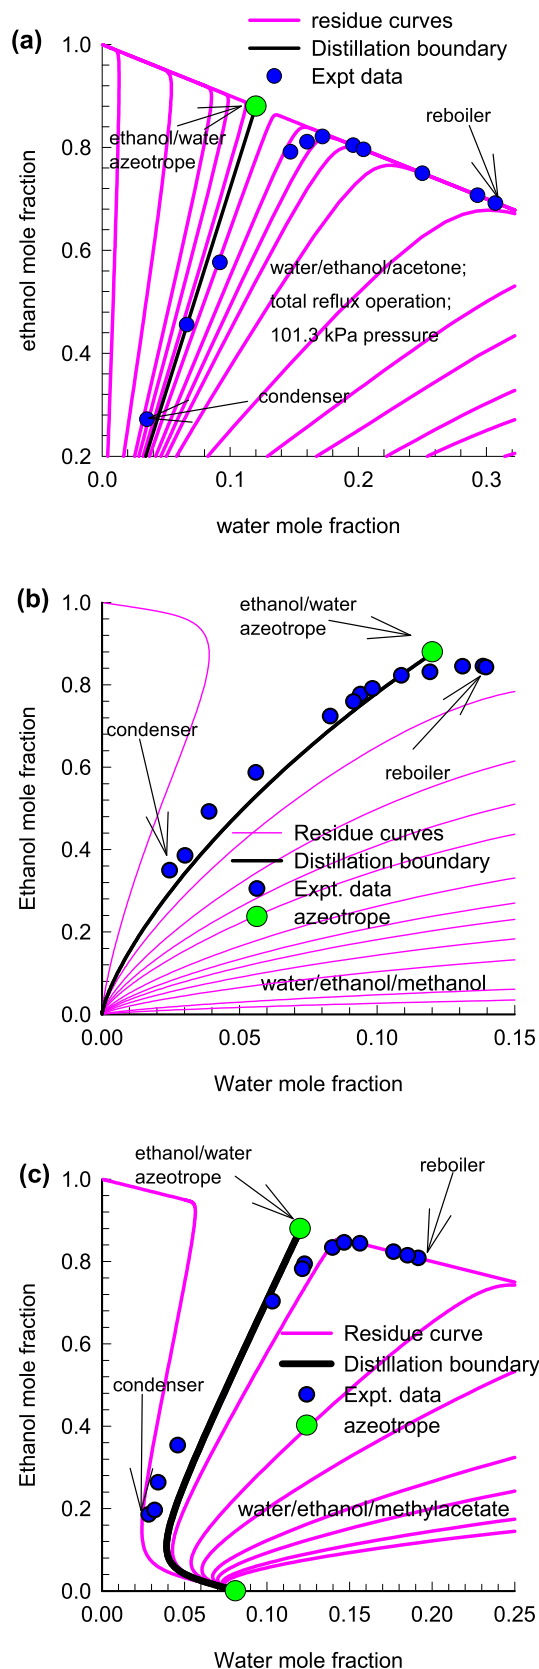 (a)
residue curves
Distillation boundary
Expt data
1.0
ethanol/water
azeotrope
reboiler
0.8
0.6
0.4
0.2
ethanol mole fraction
water/ethanol/acetone;
total reflux operation;
101.3 kPa pressure
condenser
0.0
0.1
0.2
0.3
water mole fraction
(b)
ethanol/water
azeotrope
1.0
0.8
0.6
0.4
0.2
0.0
Ethanol mole fraction
condenser
reboiler
Residue curves
Distillation boundary
Expt. data
azeotrope
water/ethanol/methanol
0.00
0.05
0.10
0.15
Water mole fraction
(c)
ethanol/water
azeotrope
reboiler
1.0
0.8
0.6
0.4
0.2
0.0
Ethanol mole fraction
condenser
Residue curve
Distillation boundary
Expt. data
azeotrope
water/ethanol/methylacetate
0.00
0.05
0.10
0.15
0.20
0.25
Water mole fraction